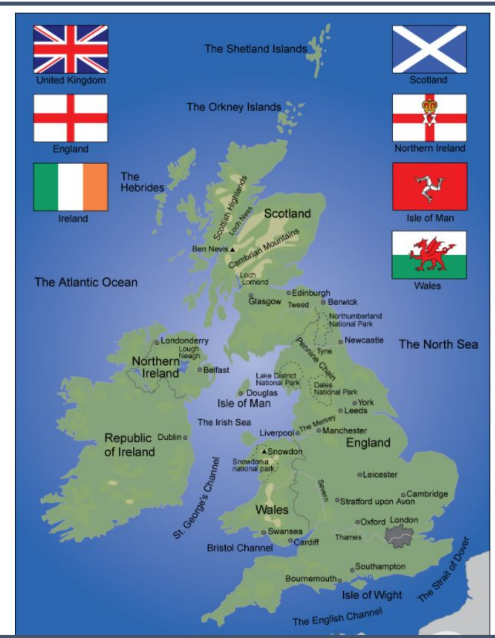 The Shetland Islands
United Kingdom
Scotland
The Orkney Islands
England
Northern Ireland
The
Hebrides
Ireland
Isle of Man
Scottish Highlands
Loch Ness
Scotland
Ben Nevis
Cambrian Mountains
Wales
Loch
Lomond
The Atlantic Ocean
Glasgow
Edinburgh
Tweed
Berwick
Northumberland
National Park
Londonderry
Lough
Neagh
Northern
Ireland
Belfast
Newcastle
Tyne
The North Sea
Pennine Chain
Lake District
National Park
Dales
National Park
Douglas
Isle of Man
York
Leeds
The Irish Sea
Republic
of Ireland
Dublin
Liverpool
The Mersey
Manchester
England
Snowdon
Snowdonia
national park
St. George's Channel
Leicester
Severn
Cambridge
Stratford upon Avon
Wales
Swansea
Cardiff
Bristol Channel
Oxford
London
Thames
Southampton
Bournemouth
Isle of Wight
The Strait of Dover
The English Channel